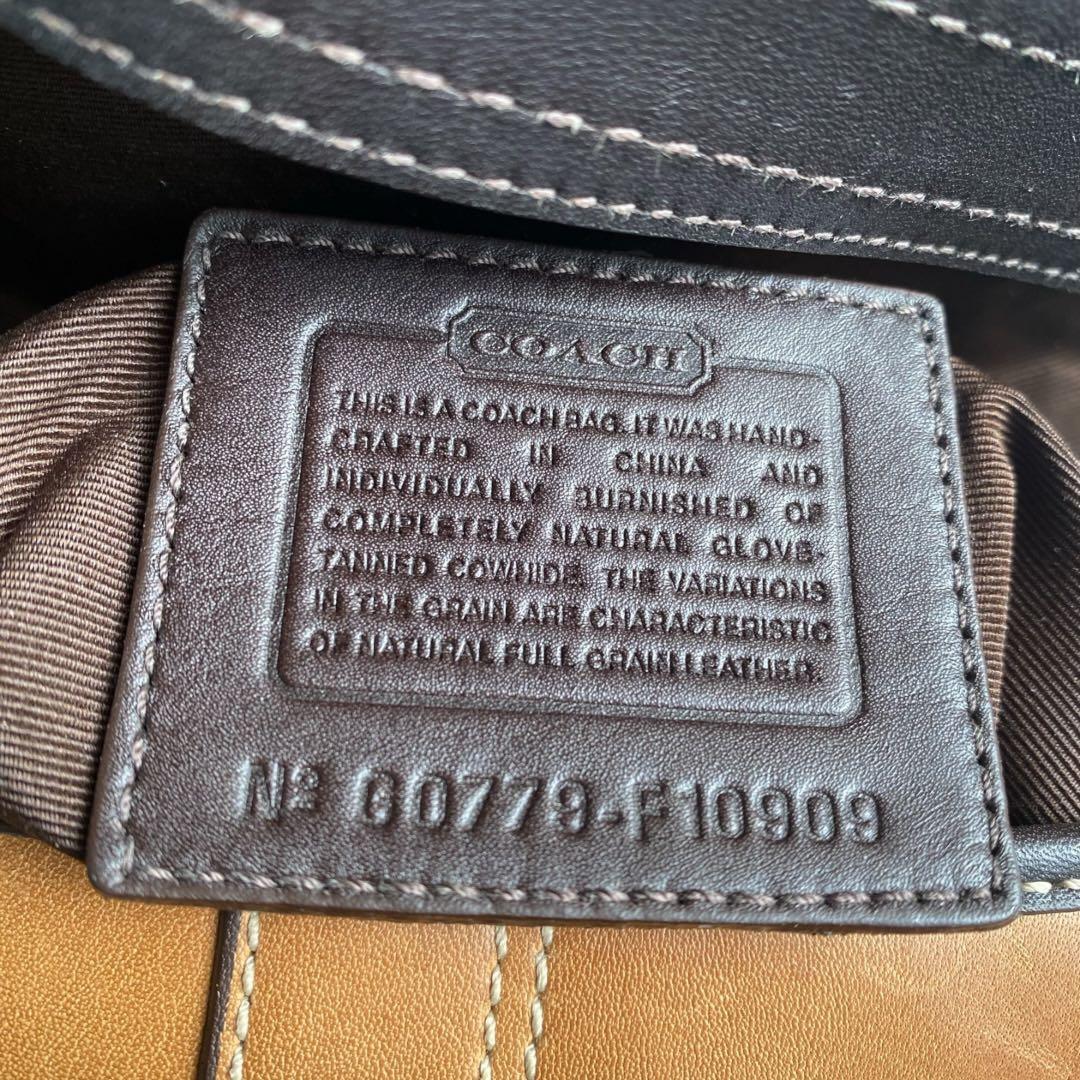 COACH
THIS IS A COACH BAG. IT WAS HAND-
CRAFTED IN CHINA AND
INDIVIDUALLY BURNISHED OF
COMPLETELY NATURAL GLOVE-
TANNED COWHIDE. THE VARIATIONS
IN THE GRAIN ARE CHARACTERISTIC
OF NATURAL FULL GRAIN LEATHER.
Nº 60779-F10909